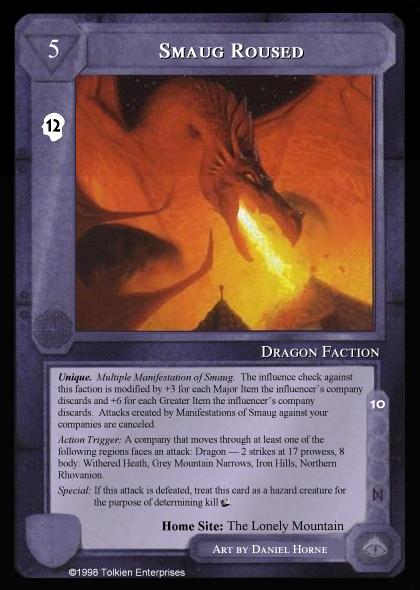 5
Smaug Roused
12
Dragon Faction
Unique. Multiple Manifestation of Smaug. The influence check against
this faction is modified by +3 for each Major Item the influencer's company
discards and +6 for each Greater Item the influencer's company
discards. Attacks created by Manifestations of Smaug against your
companies are canceled.
10
Action Trigger: A company that moves through at least one of the
following regions faces an attack: Dragon — 2 strikes at 17 prowess, 8
body: Withered Heath, Grey Mountain Narrows, Iron Hills, Northern
Rhovanion.
Special: If this attack is defeated, treat this card as a hazard creature for
the purpose of determining kill
Home Site: The Lonely Mountain
Art by Daniel Horne
©1998 Tolkien Enterprises